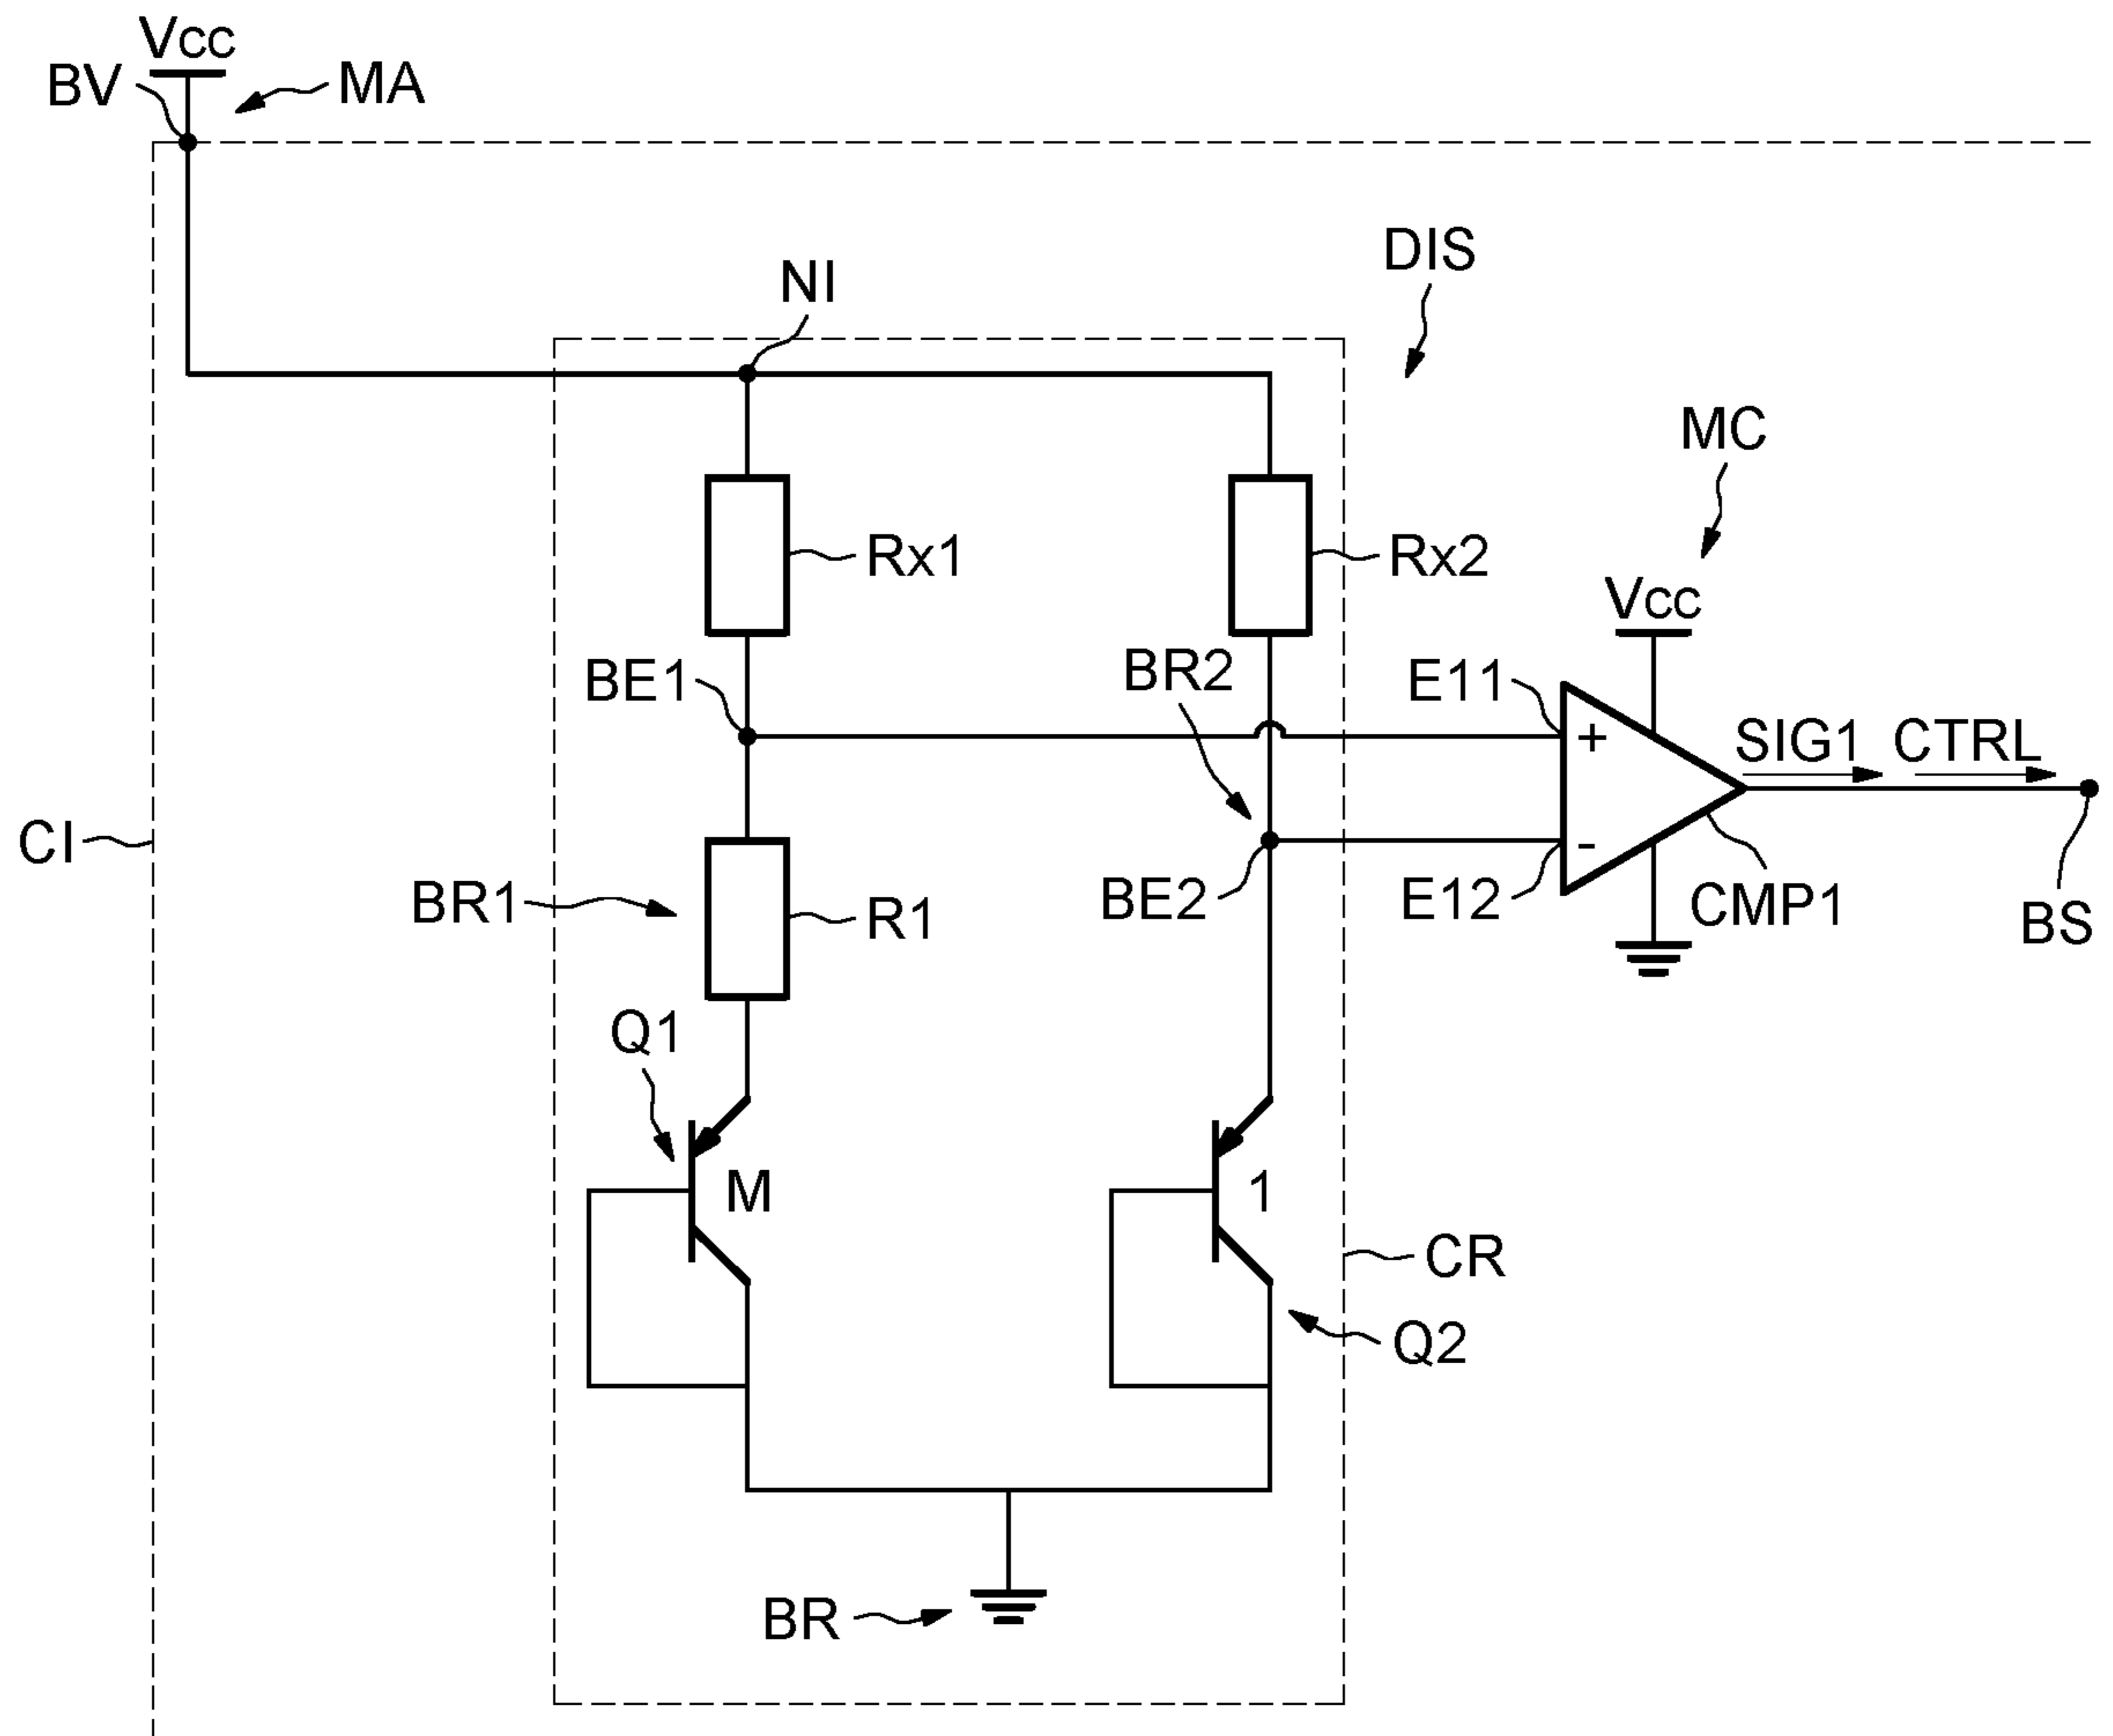 Vcc
BV
MA
DIS
NI
MC
Rx1
Rx2
Vcc
BE1
BR2
E11
+
SIG1
CTRL
CI
BR1
R1
BE2
E12
-
CMP1
BS
Q1
M
1
CR
Q2
BR